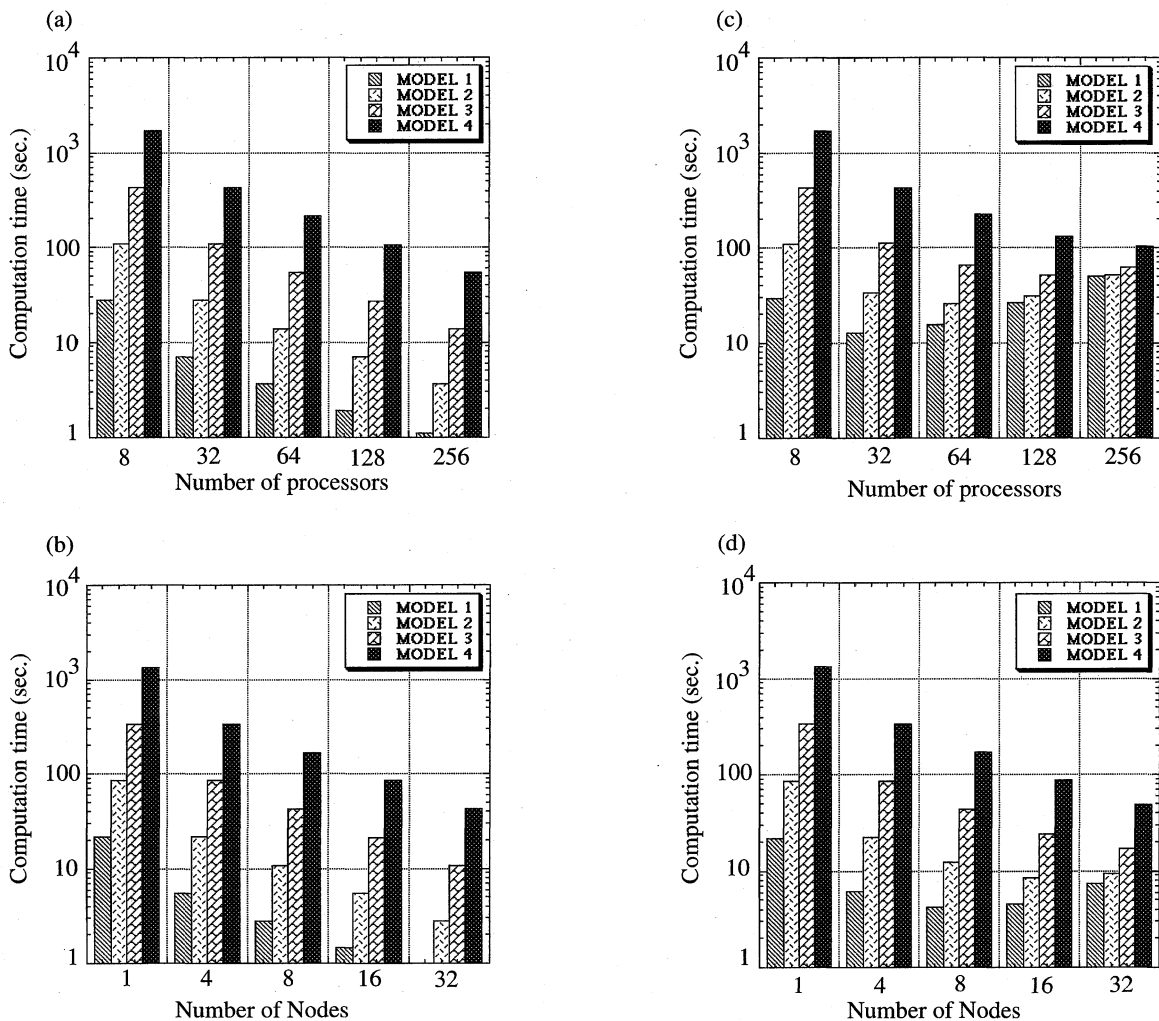 (a)
10^4
10^3
100
10
1
Computation time (sec.)
MODEL 1
MODEL 2
MODEL 3
MODEL 4
8 32 64 128 256
Number of processors
(c)
10^4
10^3
100
10
1
Computation time (sec.)
MODEL 1
MODEL 2
MODEL 3
MODEL 4
8 32 64 128 256
Number of processors
(b)
10^4
10^3
100
10
1
Computation time (sec.)
MODEL 1
MODEL 2
MODEL 3
MODEL 4
1 4 8 16 32
Number of Nodes
(d)
10^4
10^3
100
10
1
Computation time (sec.)
MODEL 1
MODEL 2
MODEL 3
MODEL 4
1 4 8 16 32
Number of Nodes